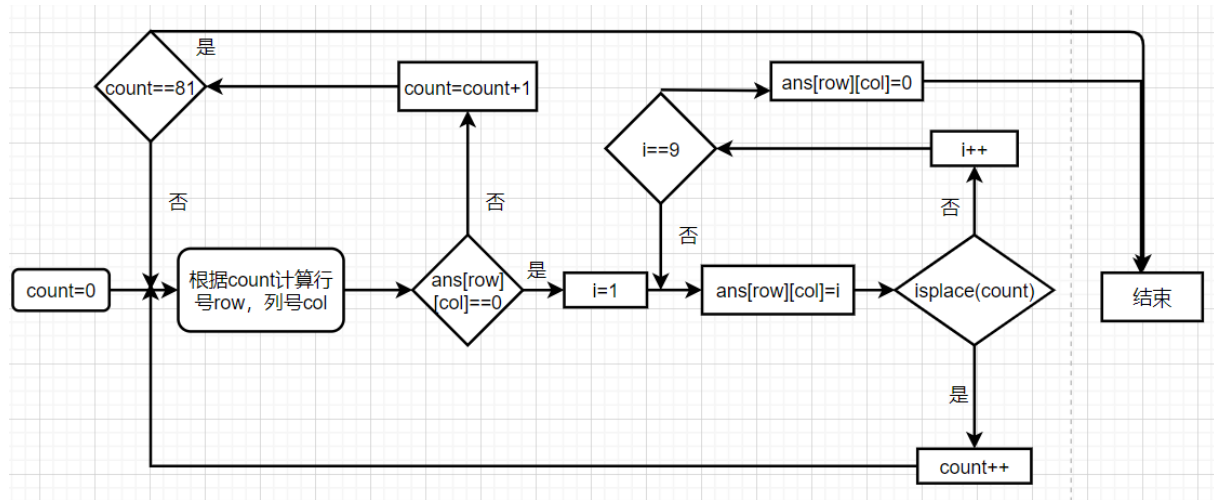 是
count==81
count=count+1
ans[row][col]=0
i==9
i++
否
否
否
否
count=0
根据count计算行
号row，列号col
ans[row]
[col]==0
是
i=1
ans[row][col]=i
isplace(count)
结束
是
count++